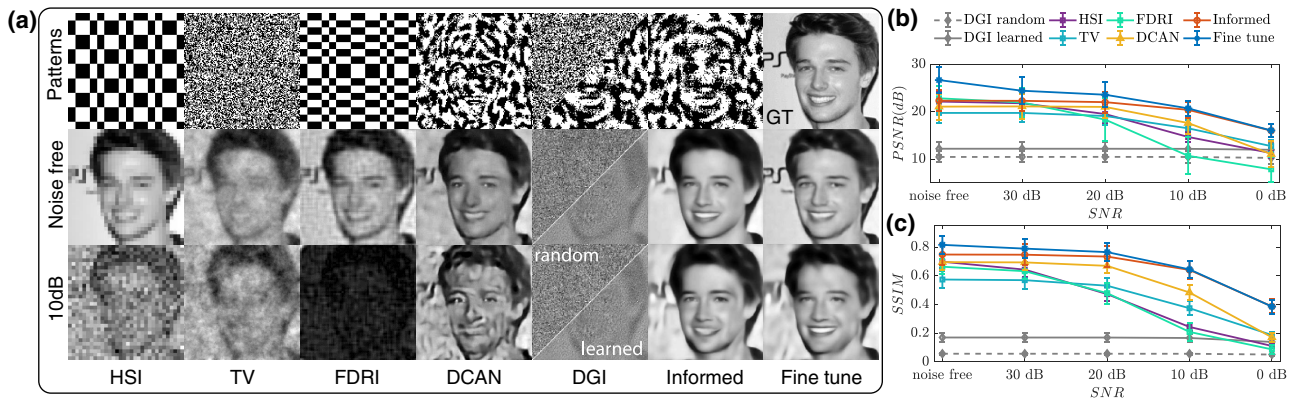 (a)
Patterns
Noise free
10dB
GT
random
learned
HSI TV FDRI DCAN DGI Informed Fine tune
(b)
DGI random HSI FDRI Informed
DGI learned TV DCAN Fine tune
30
20
10
PSNR(dB)
noise free 30 dB 20 dB 10 dB 0 dB
SNR
(c)
0.8
0.6
0.4
0.2
0
SSIM
noise free 30 dB 20 dB 10 dB 0 dB
SNR